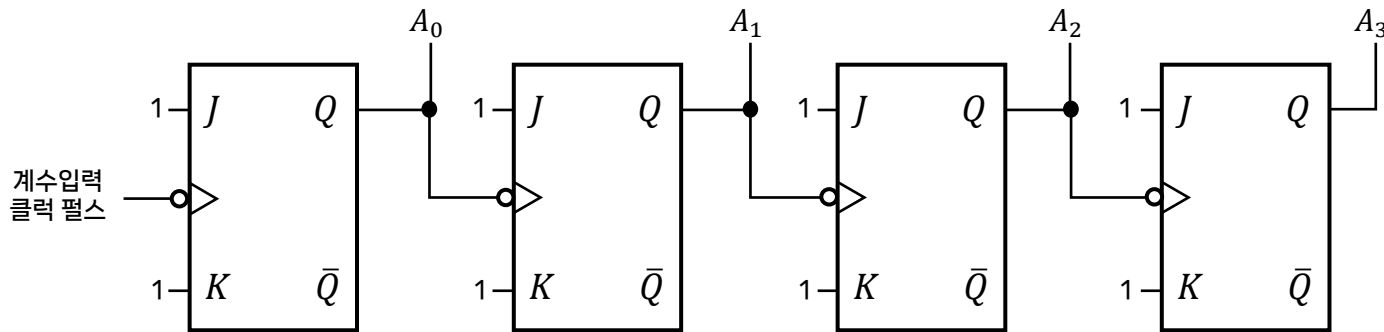 A₀ A₁ A₂ A₃
1 J Q 1 J Q 1 J Q 1 J Q
계수입력
클럭 펄스
1 K Q̅ 1 K Q̅ 1 K Q̅ 1 K Q̅